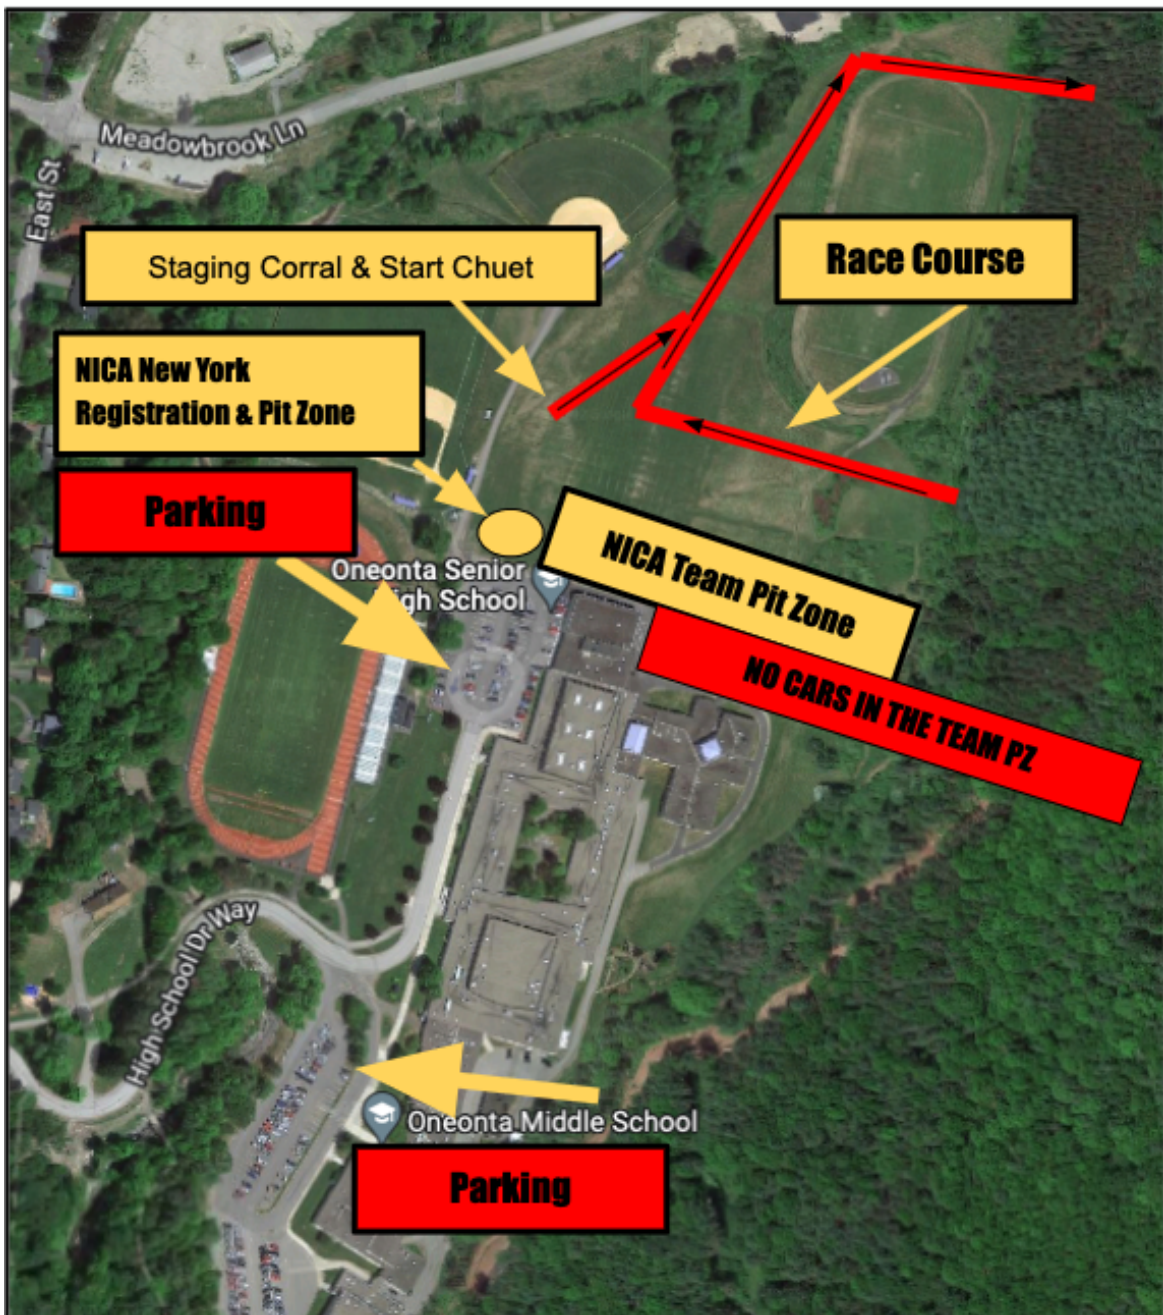 Meadowbrook Ln
East St
Staging Corral & Start Chuet
Race Course
NICA New York
Registration & Pit Zone
Parking
NICA Team Pit Zone
Oneonta Senior
High School
NO CARS IN THE TEAM PZ
High School Dr Way
Oneonta Middle School
Parking